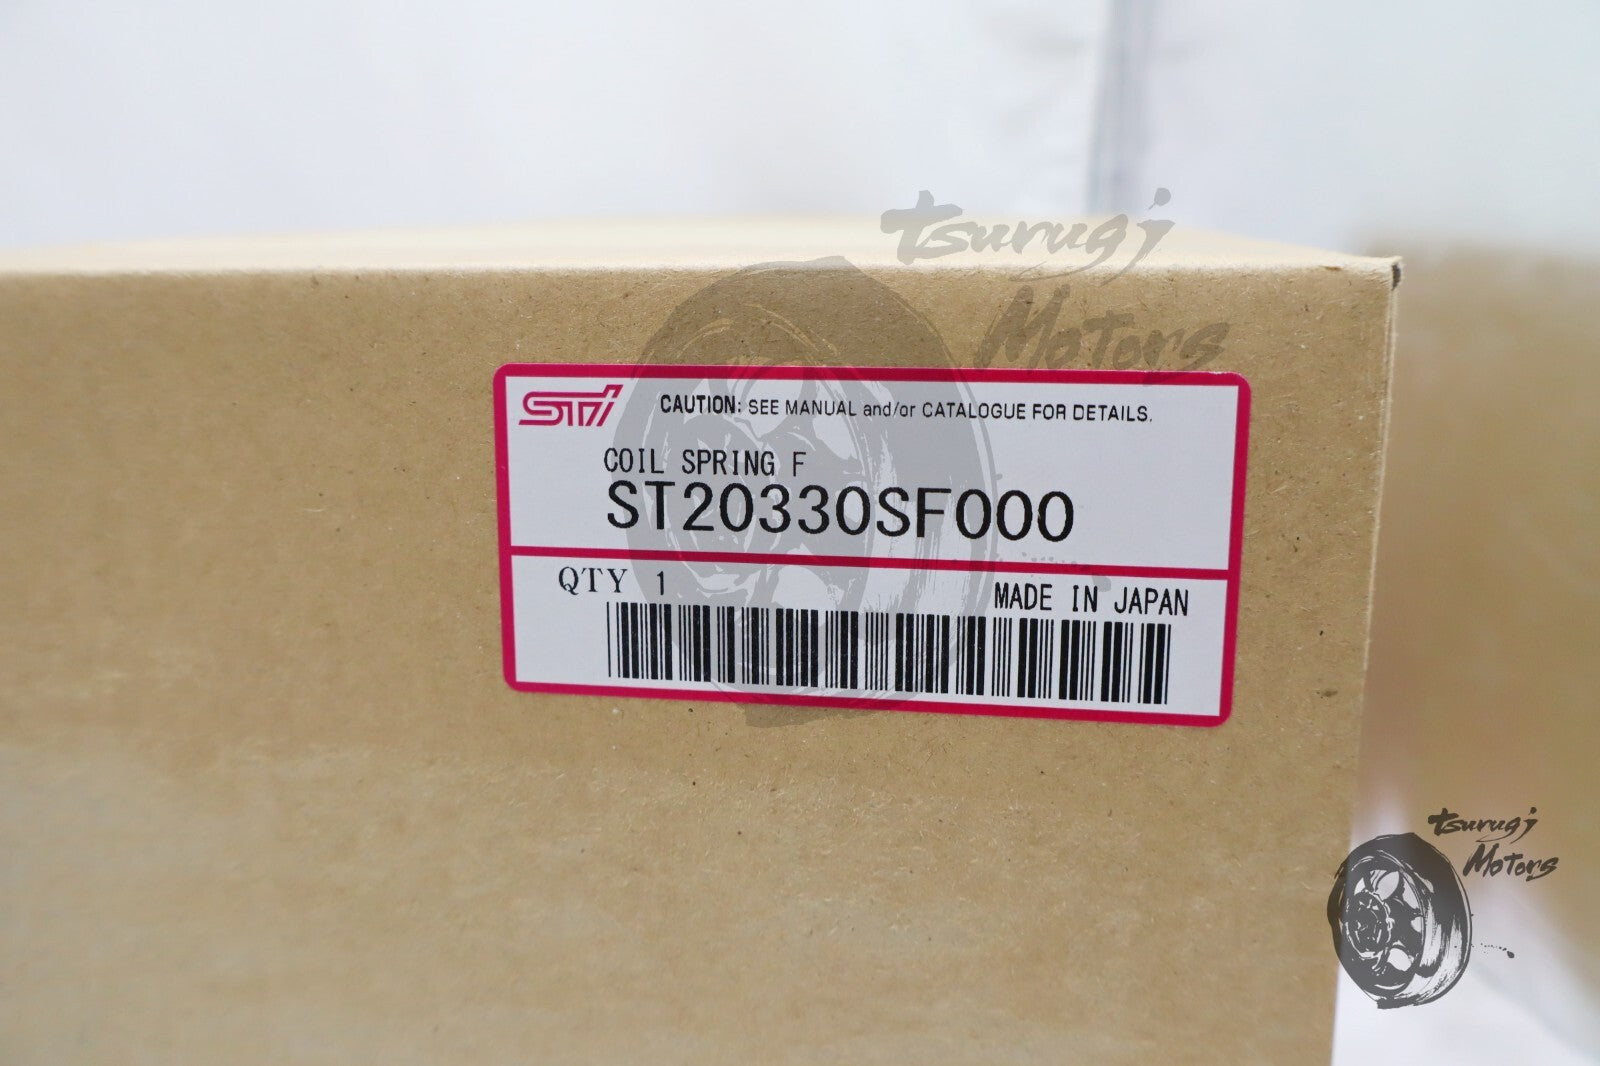 tsurugi
Motors
STi
CAUTION: SEE MANUAL and/or CATALOGUE FOR DETAILS.
COIL SPRING F
ST20330SF000
QTY 1
MADE IN JAPAN
tsurugi
Motors